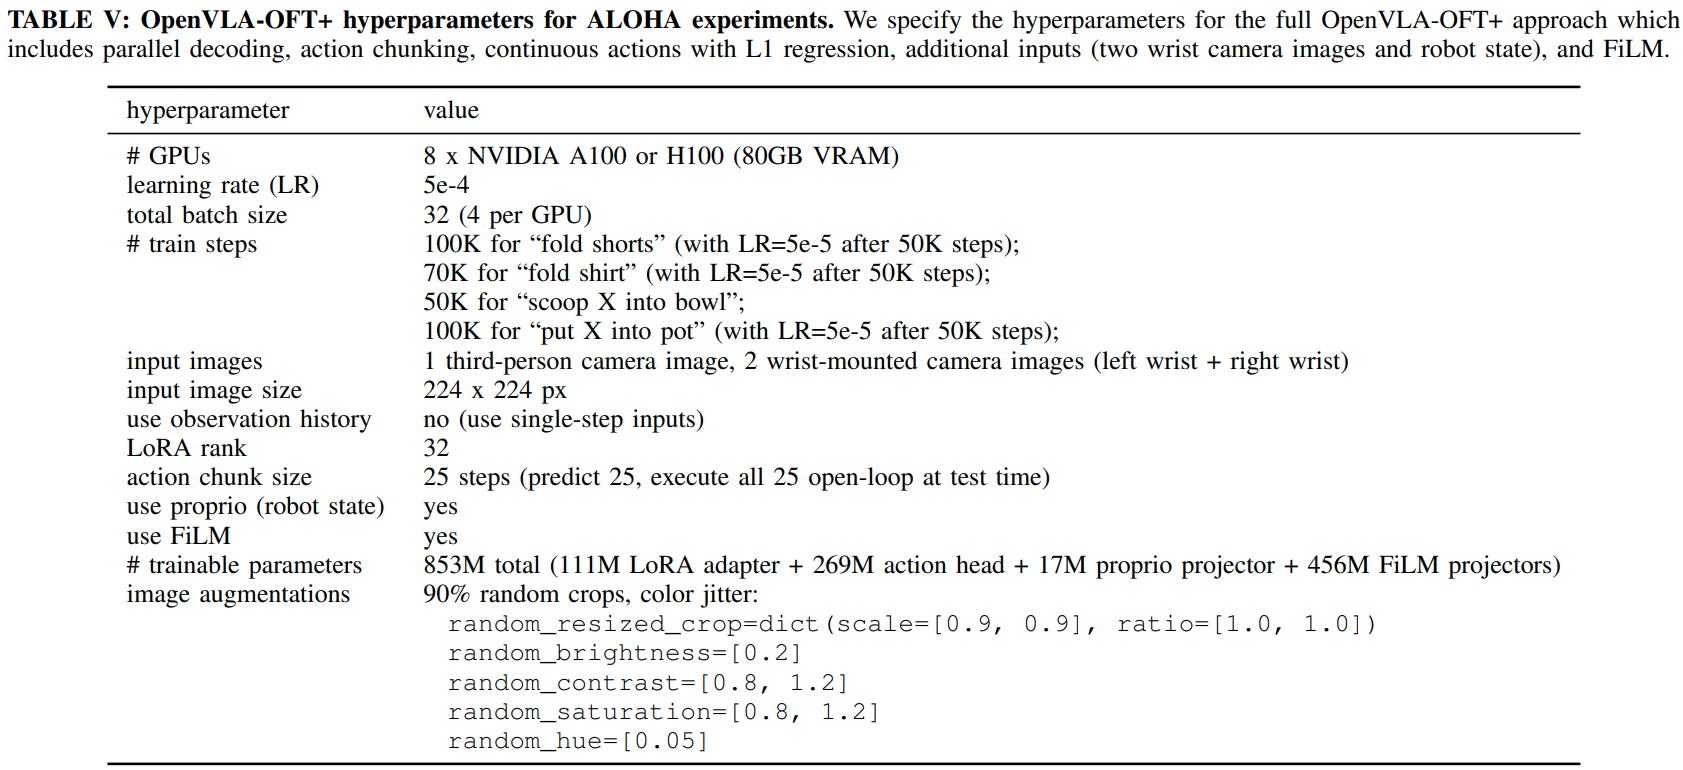 TABLE V: OpenVLA-OFT+ hyperparameters for ALOHA experiments. We specify the hyperparameters for the full OpenVLA-OFT+ approach which
includes parallel decoding, action chunking, continuous actions with L1 regression, additional inputs (two wrist camera images and robot state), and FiLM.
hyperparameter value
# GPUs 8 x NVIDIA A100 or H100 (80GB VRAM)
learning rate (LR) 5e-4
total batch size 32 (4 per GPU)
# train steps 100K for “fold shorts” (with LR=5e-5 after 50K steps);
70K for “fold shirt” (with LR=5e-5 after 50K steps);
50K for “scoop X into bowl”;
100K for “put X into pot” (with LR=5e-5 after 50K steps);
input images 1 third-person camera image, 2 wrist-mounted camera images (left wrist + right wrist)
input image size 224 x 224 px
use observation history no (use single-step inputs)
LoRA rank 32
action chunk size 25 steps (predict 25, execute all 25 open-loop at test time)
use proprio (robot state) yes
use FiLM yes
# trainable parameters 853M total (111M LoRA adapter + 269M action head + 17M proprio projector + 456M FiLM projectors)
image augmentations 90% random crops, color jitter:
random_resized_crop=dict(scale=[0.9, 0.9], ratio=[1.0, 1.0])
random_brightness=[0.2]
random_contrast=[0.8, 1.2]
random_saturation=[0.8, 1.2]
random_hue=[0.05]